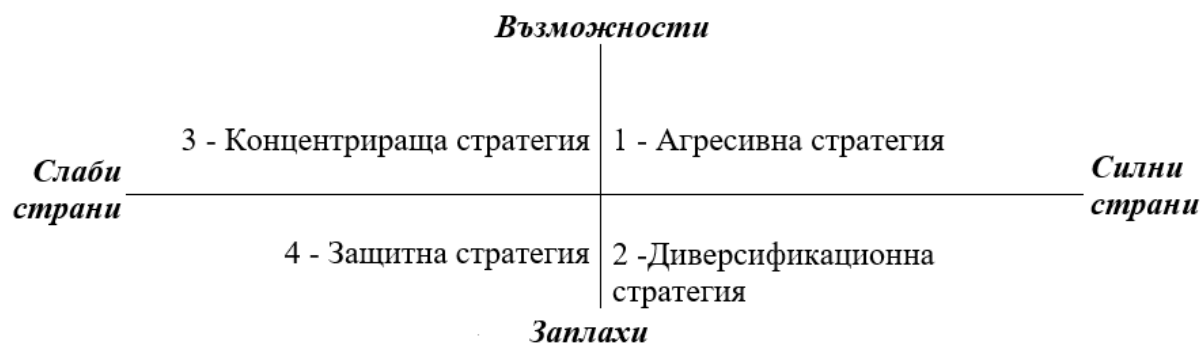 Възможности
3 - Концентрираща стратегия
1 - Агресивна стратегия
Слаби
страни
Силни
страни
4 - Защитна стратегия
2 -Диверсификационна
стратегия
Заплахи